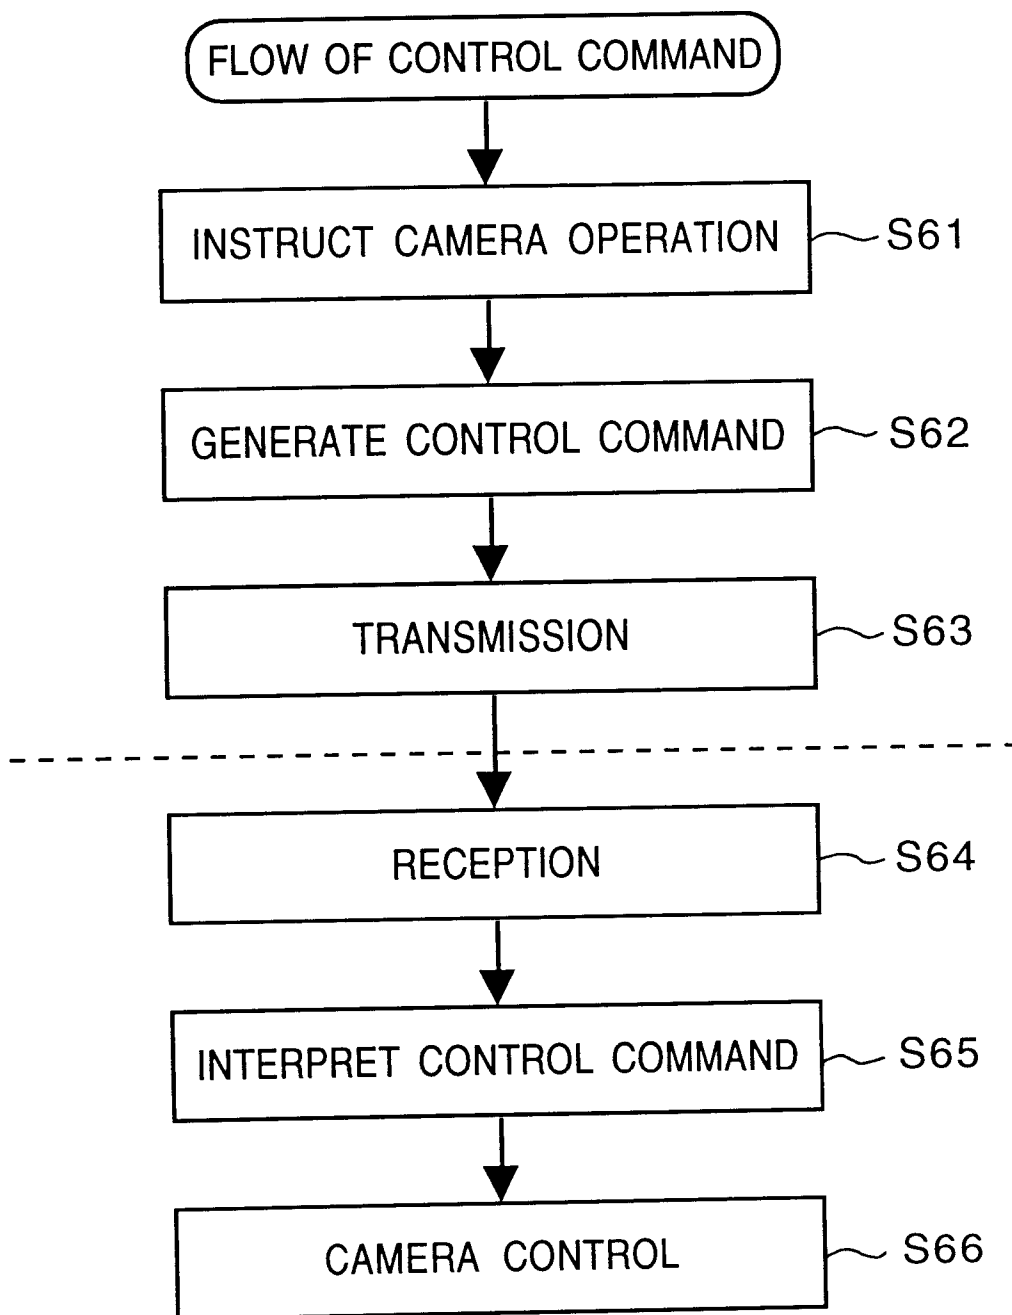 FLOW OF CONTROL COMMAND
INSTRUCT CAMERA OPERATION
S61
GENERATE CONTROL COMMAND
S62
TRANSMISSION
S63
RECEPTION
S64
INTERPRET CONTROL COMMAND
S65
CAMERA CONTROL
S66